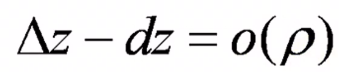 Δz − dz = o(ρ)